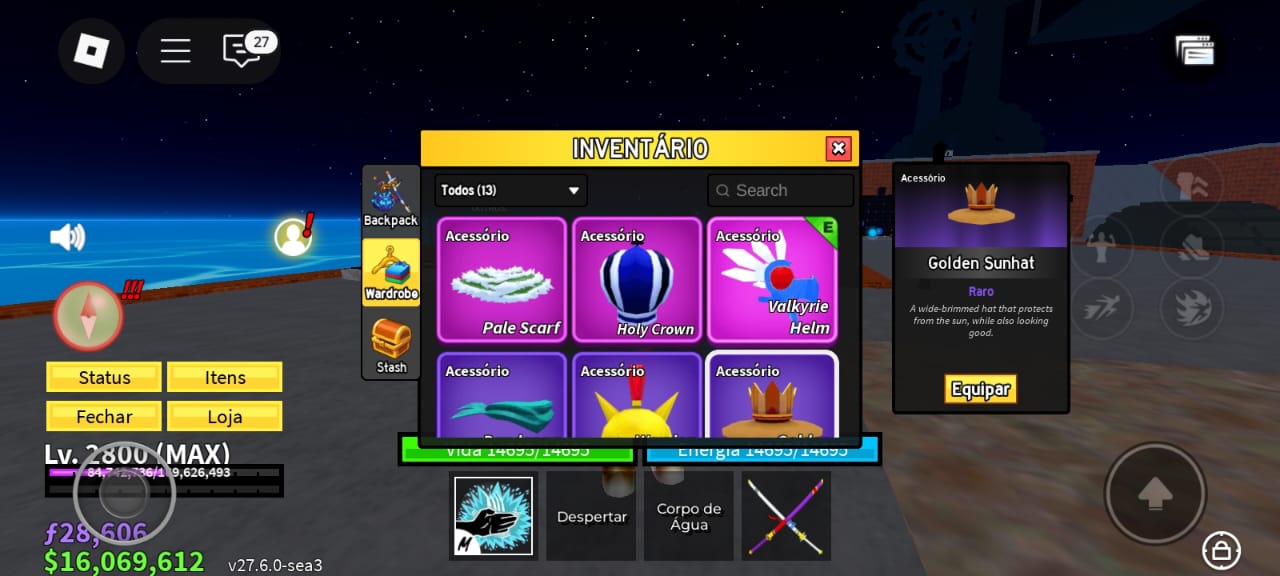 27
INVENTÁRIO
Todos (13)
Search
Backpack
Wardrobe
Stash
Acessório
Pale Scarf
Acessório
Holy Crown
Acessório
E
Valkyrie
Helm
Acessório
Acessório
Acessório
Acessório
Golden Sunhat
Raro
A wide-brimmed hat that protects
from the sun, while also looking
good.
Equipar
!
!!!
Status
Itens
Fechar
Loja
Lv. 2800 (MAX)
ƒ28,606
$16,069,612
v27.6.0-sea3
Vida 14695/14695
Energia 14695/14695
M
Despertar
Corpo de
Água